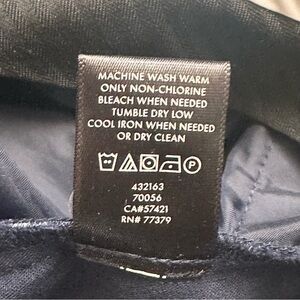 MACHINE WASH WARM
ONLY NON-CHLORINE
BLEACH WHEN NEEDED
TUMBLE DRY LOW
COOL IRON WHEN NEEDED
OR DRY CLEAN
432163
70056
CA#57421
RN# 77379